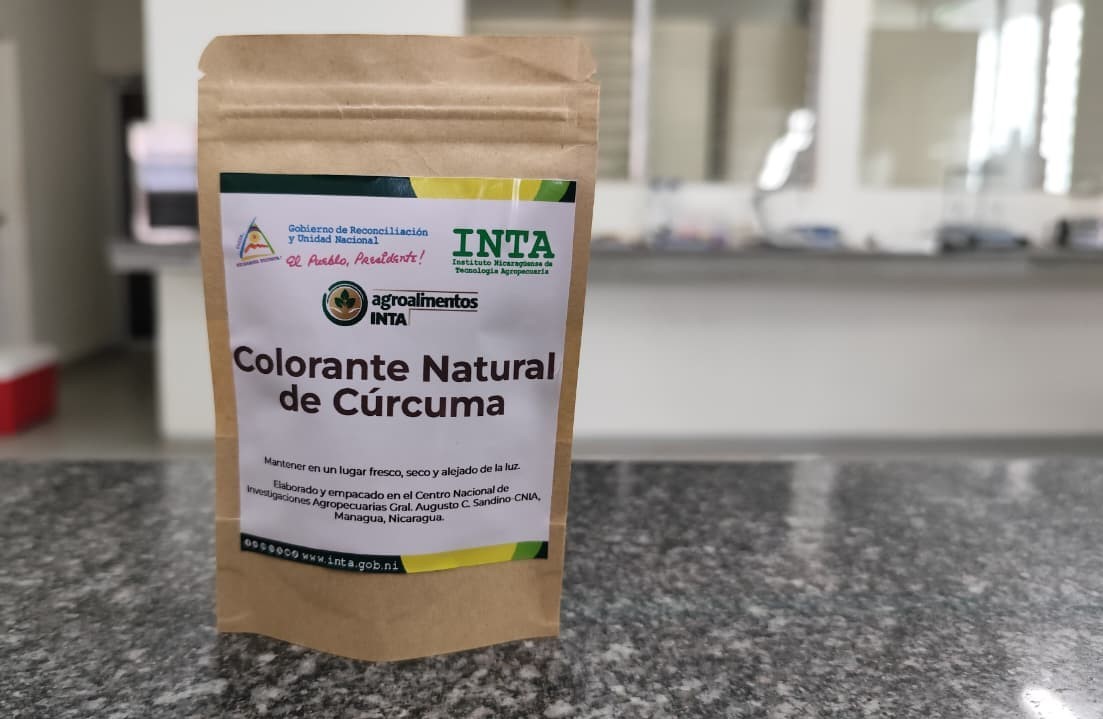 Gobierno de Reconciliación
y Unidad Nacional
El Pueblo, Presidente!
INTA
Instituto Nicaragüense de
Tecnología Agropecuaria
agroalimentos
INTA
Colorante Natural
de Cúrcuma
Mantener en un lugar fresco, seco y alejado de la luz.
Elaborado y empacado en el Centro Nacional de
Investigaciones Agropecuarias Gral. Augusto C. Sandino-CNIA,
Managua, Nicaragua.
www.inta.gob.ni